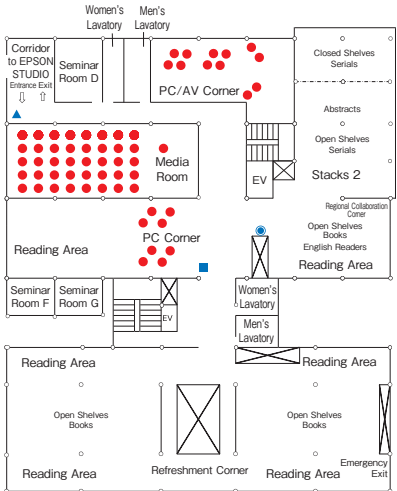 Women's
Lavatory
Men's
Lavatory
Corridor
to EPSON
STUDIO
Entrance Exit
Seminar
Room D
PC/AV Corner
Closed Shelves
Serials
Abstracts
Open Shelves
Serials
Stacks 2
EV
Media
Room
Regional Collaboration
Corner
Open Shelves
Books
English Readers
Reading Area
PC Corner
Reading Area
Seminar
Room F
Seminar
Room G
EV
Women's
Lavatory
Men's
Lavatory
Reading Area
Reading Area
Open Shelves
Books
Open Shelves
Books
Reading Area
Refreshment Corner
Reading Area
Emergency
Exit